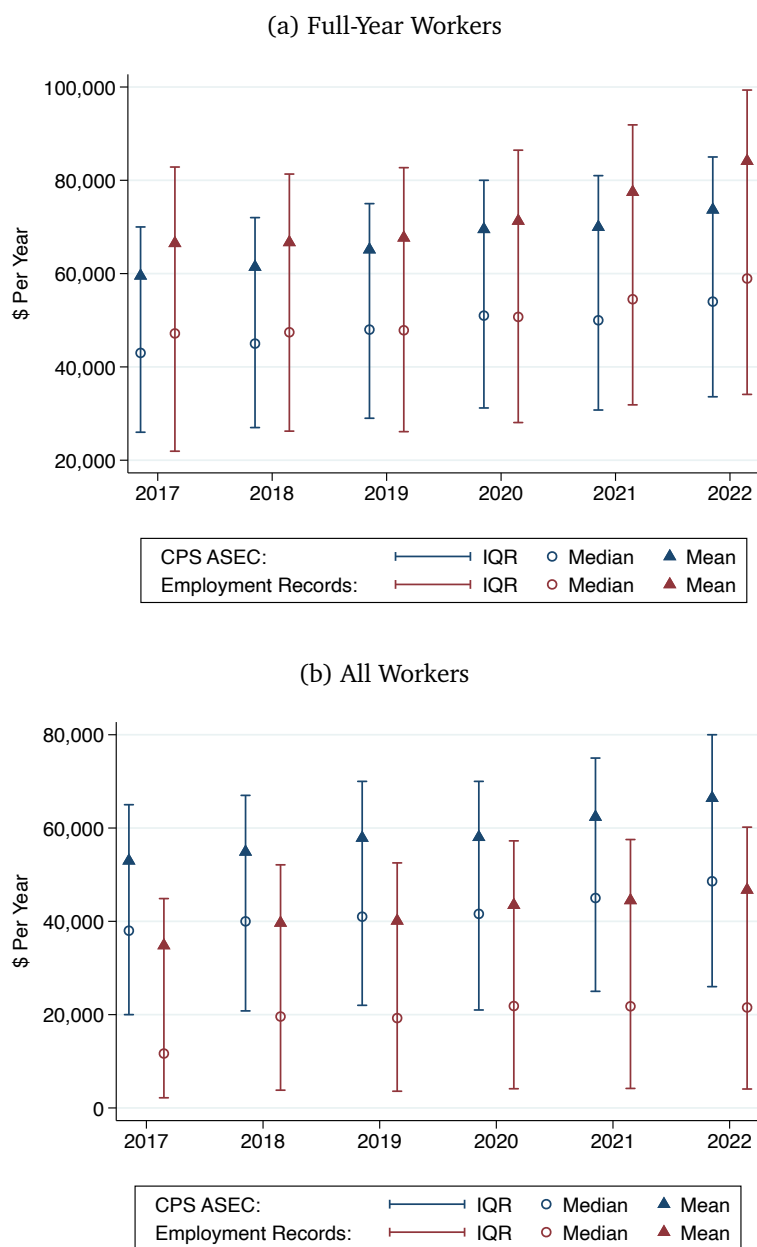 (a) Full-Year Workers
100,000
80,000
60,000
40,000
20,000
$ Per Year
2017 2018 2019 2020 2021 2022
CPS ASEC: IQR Median Mean
Employment Records: IQR Median Mean
(b) All Workers
80,000
60,000
40,000
20,000
0
$ Per Year
2017 2018 2019 2020 2021 2022
CPS ASEC: IQR Median Mean
Employment Records: IQR Median Mean